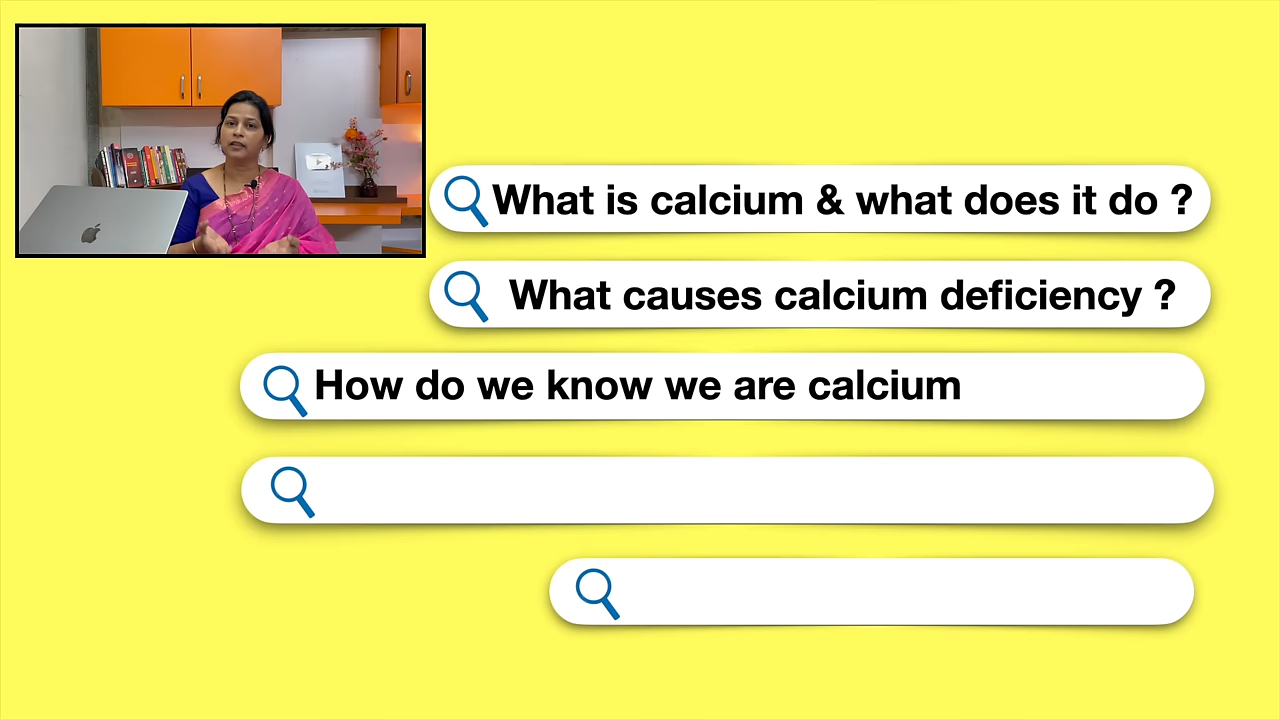 What is calcium & what does it do ?
What causes calcium deficiency ?
How do we know we are calcium